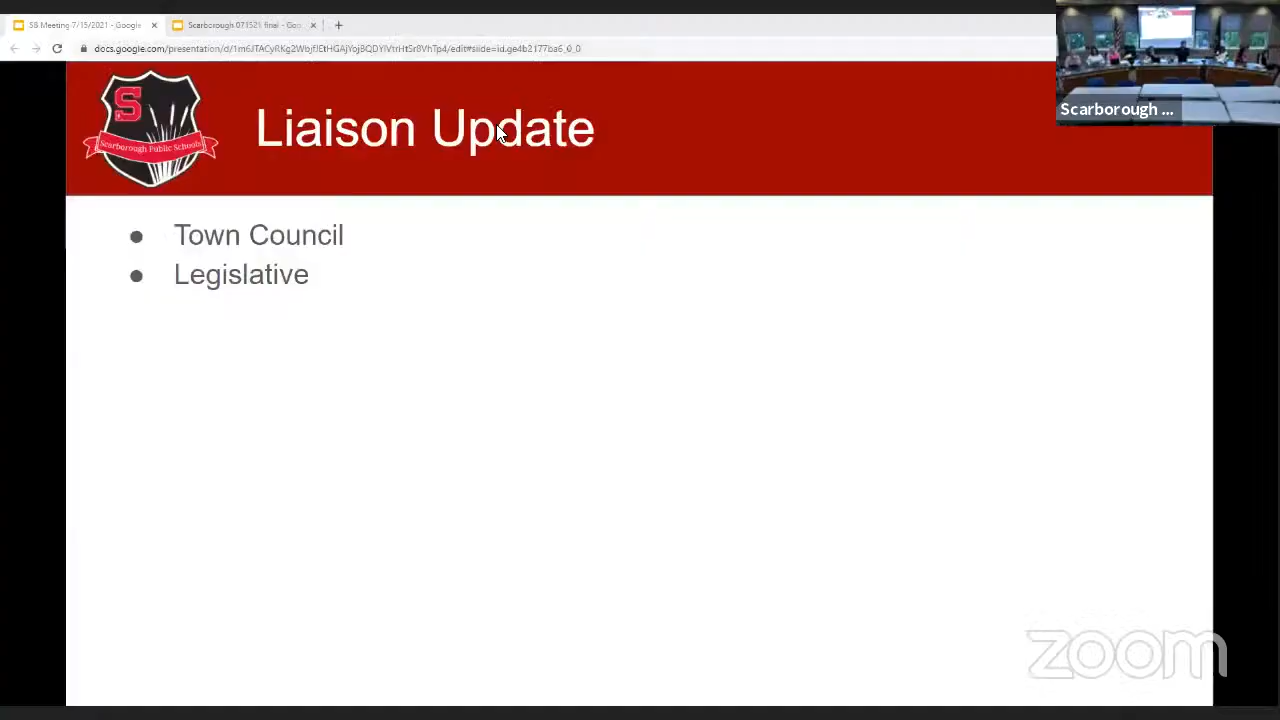 SB Meeting 7/15/2021 - Google
Scarborough 071521 final - Goo
Scarborough ...
S
Scarborough Public Schools
Liaison Update
● Town Council
● Legislative
zoom